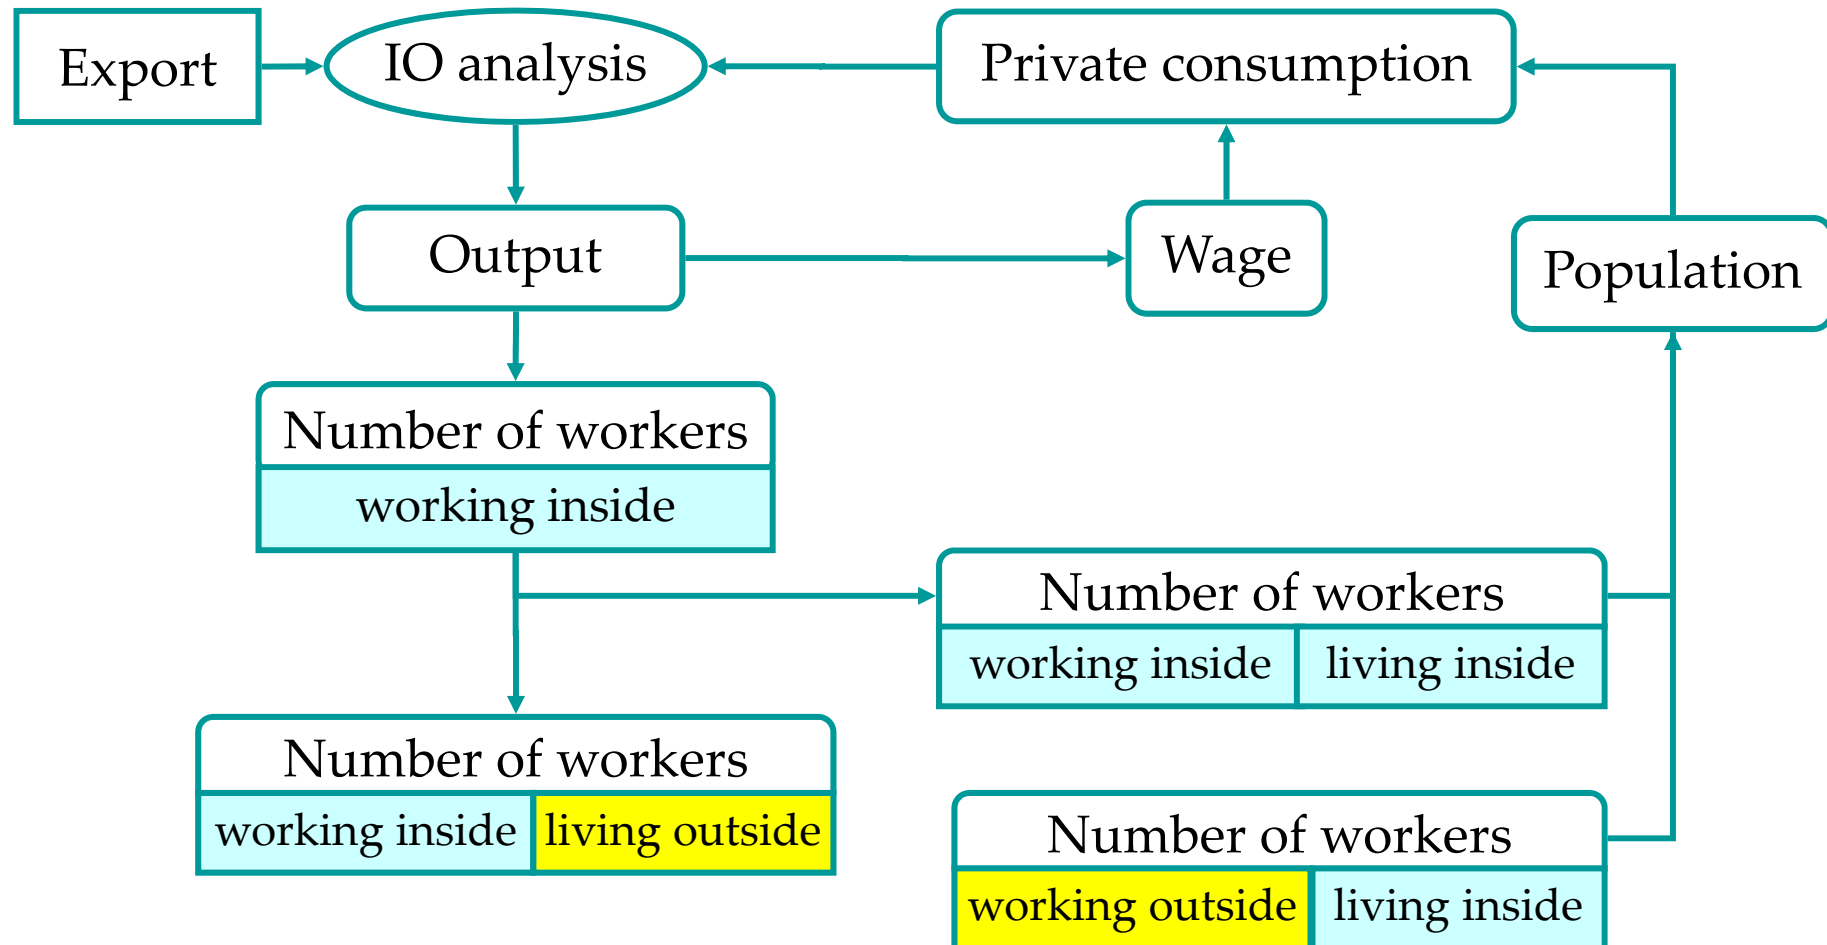 Export
IO analysis
Private consumption
Output
Wage
Population
Number of workers
working inside
Number of workers
working inside
living inside
Number of workers
working inside
living outside
Number of workers
working outside
living inside